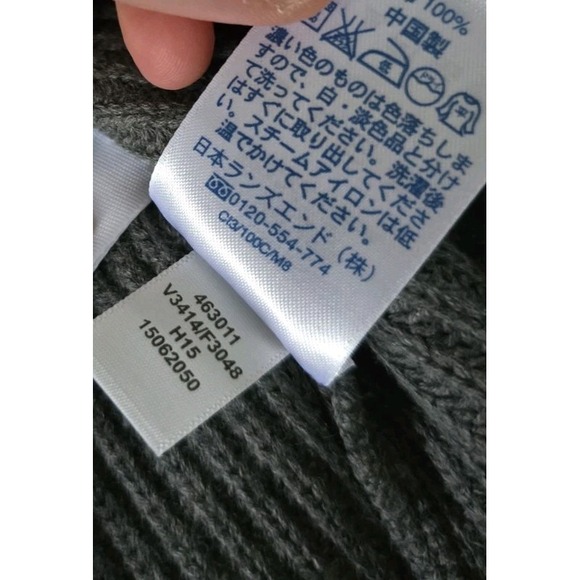 100%
中国製
低
濃い色のものは色落ちしま
すので、白・淡色品と分け
て洗ってください。洗濯後
はすぐに取り出してくださ
い。スチームアイロンは低
温でかけてください。
日本ランズエンド（株）
0120-554-774
CI3/100C/M8
463011
V3414/F3048
H15
15062050